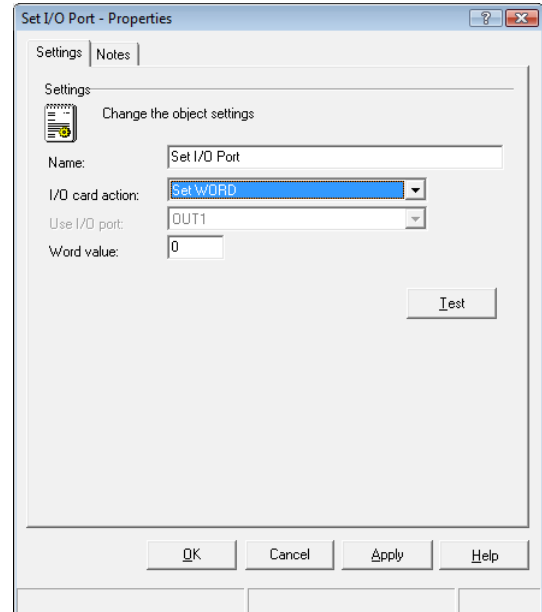 Set I/O Port - Properties
Settings Notes
Settings
Change the object settings
Name: Set I/O Port
I/O card action: Set WORD
Use I/O port: OUT1
Word value: 0
Test
OK Cancel Apply Help